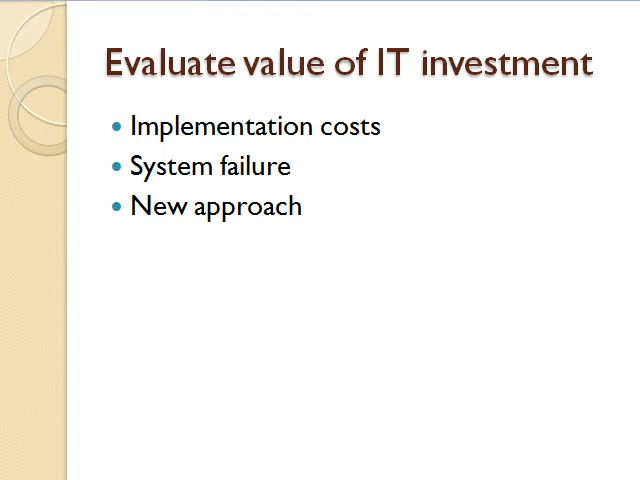 Evaluate value of IT investment
• Implementation costs
• System failure
• New approach